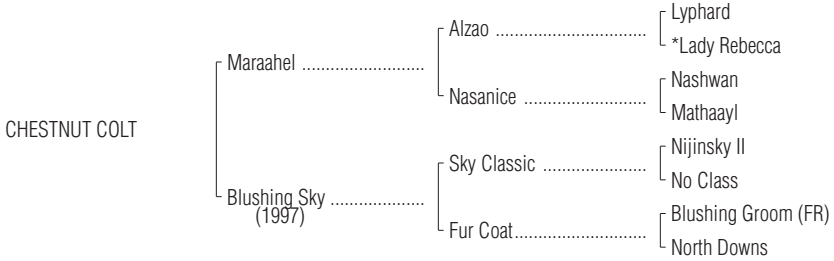 Lyphard
Alzao
*Lady Rebecca
Maraahel
Nashwan
Nasanice
Mathaayl
CHESTNUT COLT
Nijinsky II
Sky Classic
No Class
Blushing Sky
(1997)
Blushing Groom (FR)
Fur Coat
North Downs